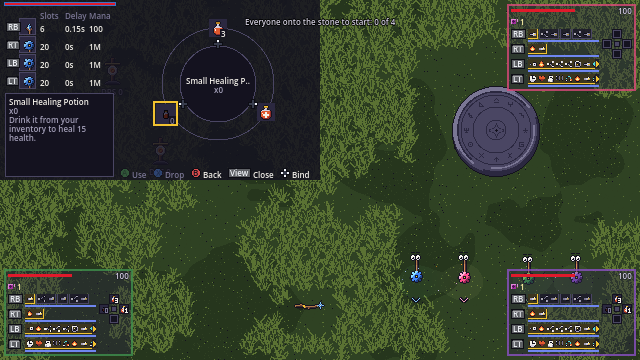 Slots Delay Mana
RB 6 0.15s 100
RT 20 0s 1M
LB 20 0s 1M
LT 20 0s 1M
Small Healing Potion
x0
Drink it from your
inventory to heal 15
health.
3
Small Healing P..
x0
0
Use Drop B Back View Close Bind
Everyone onto the stone to start: 0 of 4
100
1
RB
RT
LB
LT
100
1
RB
RT
LB
LT
100
1
RB
RT
LB
LT